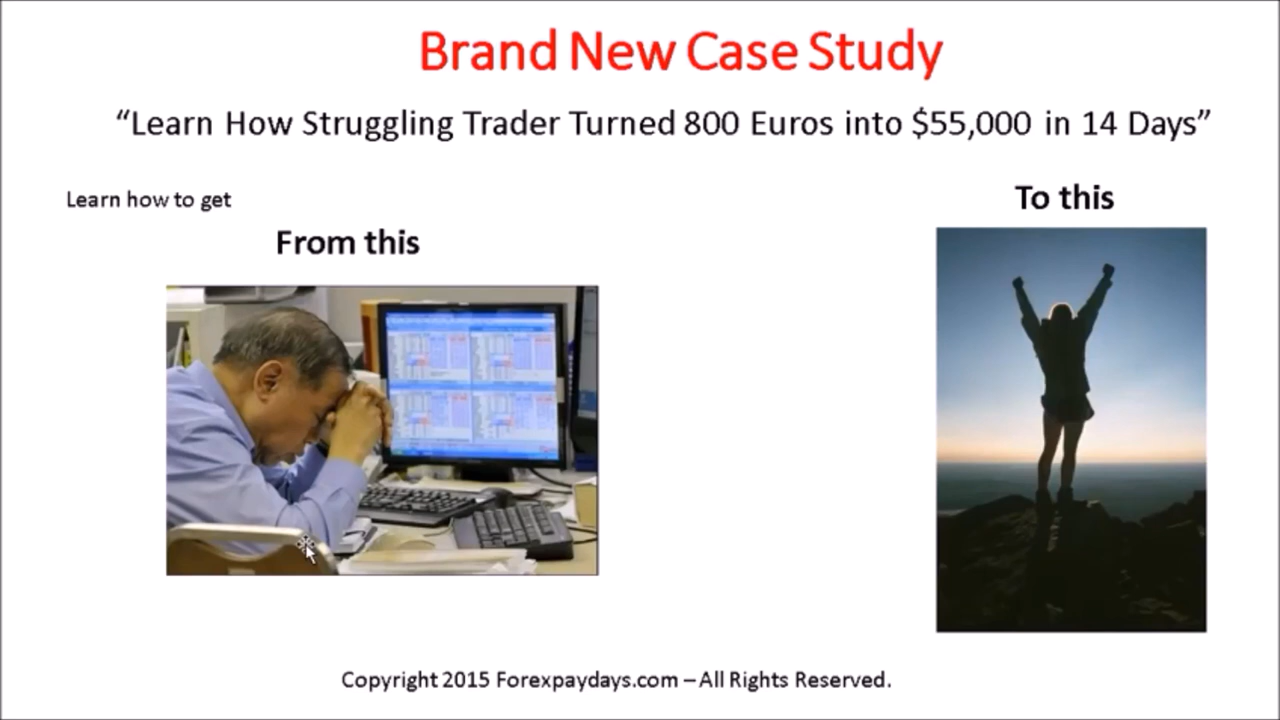 Brand New Case Study
“Learn How Struggling Trader Turned 800 Euros into $55,000 in 14 Days”
Learn how to get
From this
To this
Copyright 2015 Forexpaydays.com – All Rights Reserved.